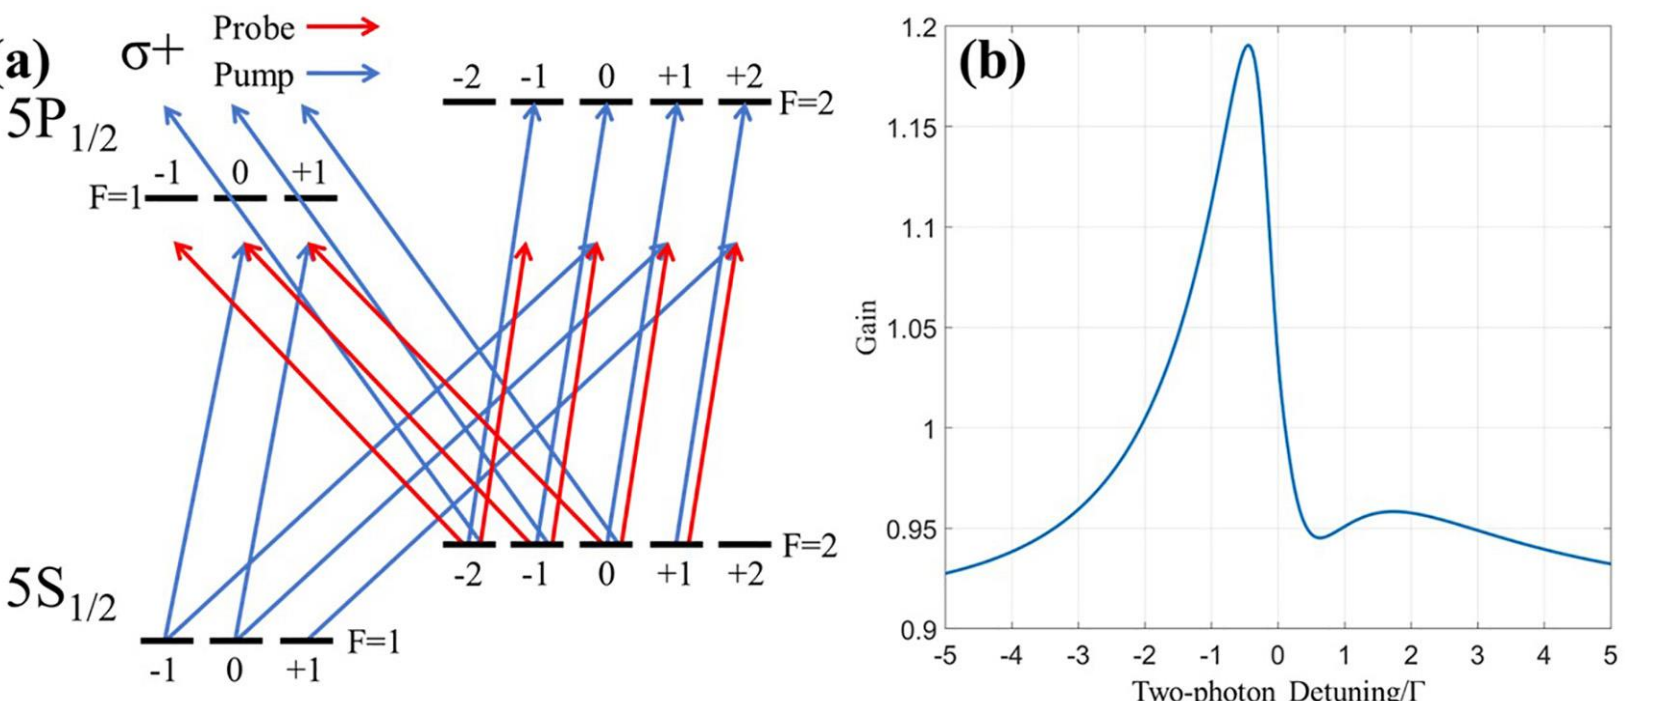 (a)
σ+
Probe
Pump
5P1/2
-2 -1 0 +1 +2
F=2
-1 0 +1
F=1
5S1/2
F=2
-2 -1 0 +1 +2
F=1
-1 0 +1
(b)
Gain
1.2
1.15
1.1
1.05
1
0.95
0.9
-5 -4 -3 -2 -1 0 1 2 3 4 5
Two-photon Detuning/Γ